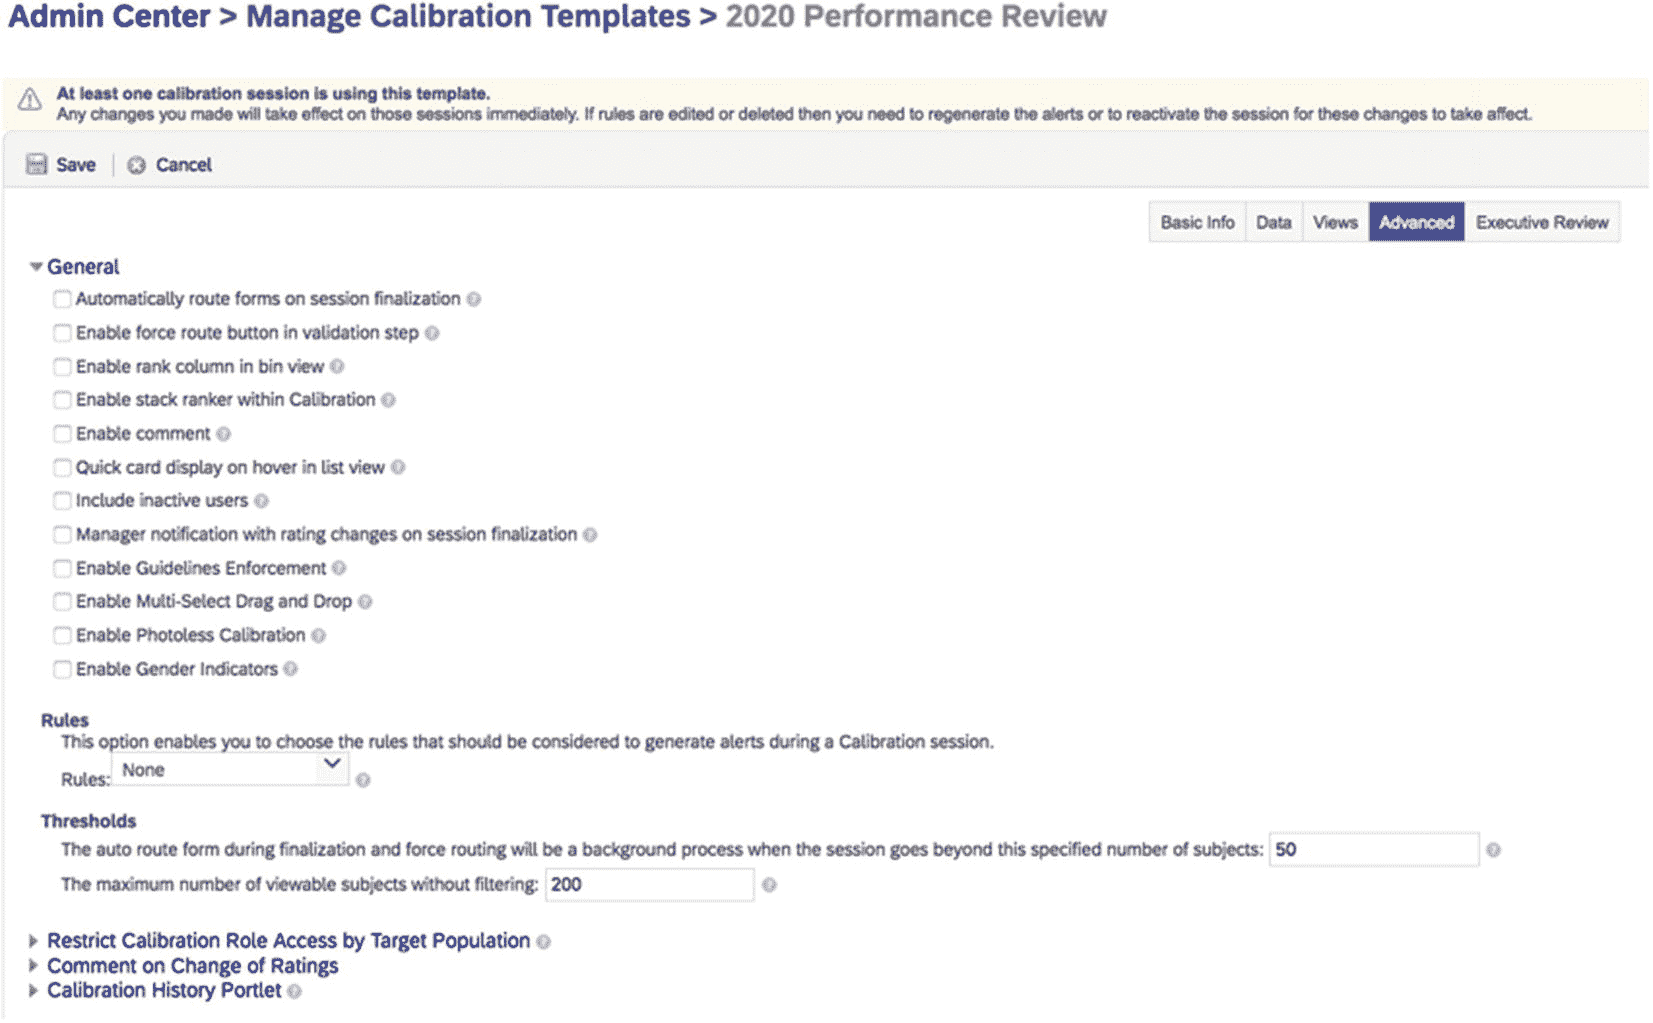 Admin Center > Manage Calibration Templates > 2020 Performance Review
At least one calibration session is using this template.
Any changes you made will take effect on those sessions immediately. If rules are edited or deleted then you need to regenerate the alerts or to reactivate the session for these changes to take affect.
Save Cancel
Basic Info Data Views Advanced Executive Review
General
Automatically route forms on session finalization
Enable force route button in validation step
Enable rank column in bin view
Enable stack ranker within Calibration
Enable comment
Quick card display on hover in list view
Include inactive users
Manager notification with rating changes on session finalization
Enable Guidelines Enforcement
Enable Multi-Select Drag and Drop
Enable Photoless Calibration
Enable Gender Indicators
Rules
This option enables you to choose the rules that should be considered to generate alerts during a Calibration session.
Rules: None
Thresholds
The auto route form during finalization and force routing will be a background process when the session goes beyond this specified number of subjects: 50
The maximum number of viewable subjects without filtering: 200
Restrict Calibration Role Access by Target Population
Comment on Change of Ratings
Calibration History Portlet